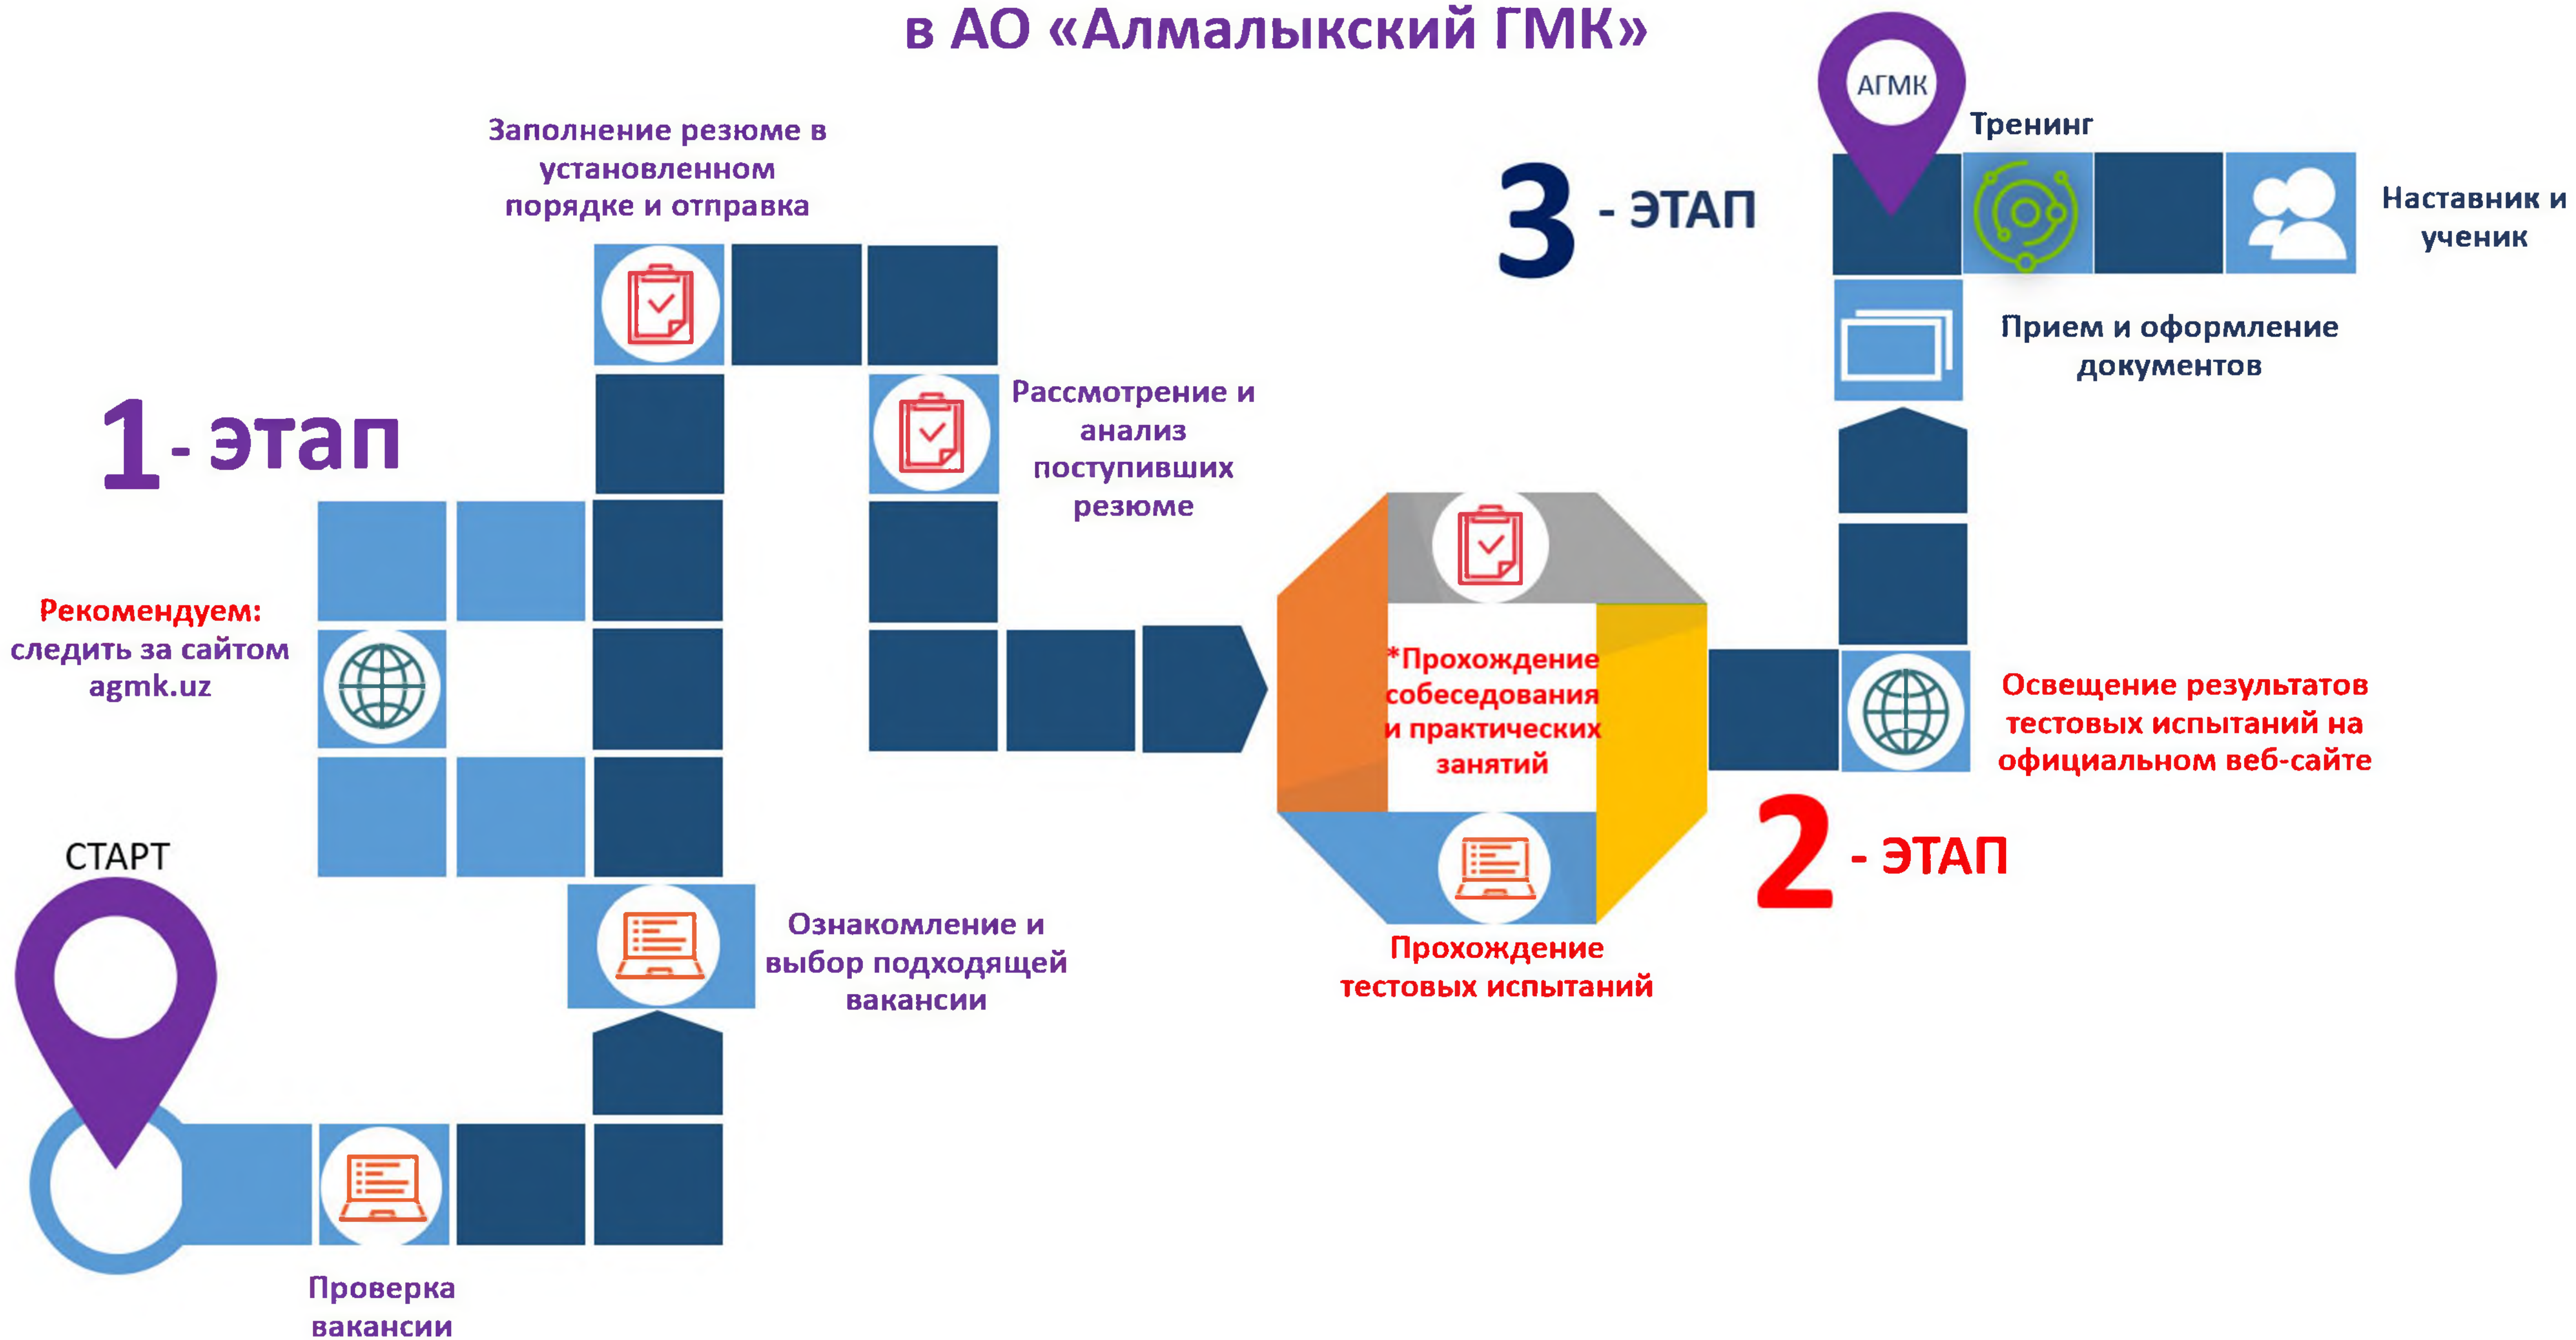 в АО «Алмалыкский ГМК»
АГМК
Тренинг
Заполнение резюме в
установленном
порядке и отправка
3 - ЭТАП
Наставник и
ученик
Прием и оформление
документов
1 - этап
Рассмотрение и
анализ
поступивших
резюме
Рекомендуем:
следить за сайтом
agmk.uz
*Прохождение
собеседования
и практических
занятий
Освещение результатов
тестовых испытаний на
официальном веб-сайте
2 - ЭТАП
СТАРТ
Ознакомление и
выбор подходящей
вакансии
Прохождение
тестовых испытаний
Проверка
вакансии